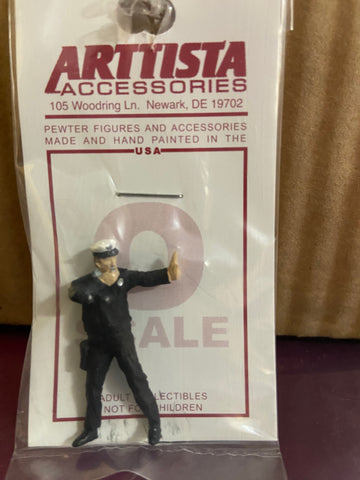 ARTTISTA
ACCESSORIES
105 Woodring Ln. Newark, DE 19702
PEWTER FIGURES AND ACCESSORIES
MADE AND HAND PAINTED IN THE
USA
O
SCALE
ADULT COLLECTIBLES
NOT FOR CHILDREN